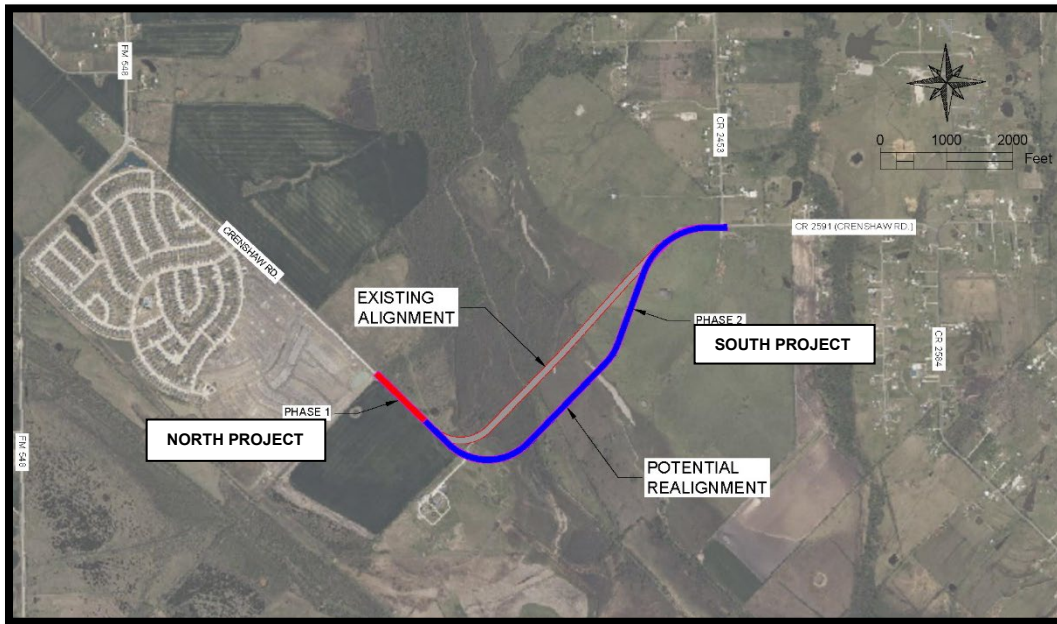 FM 548
CR 2453
0 1000 2000
Feet
CRENSHAW RD.
CR 2591 (CRENSHAW RD.)
EXISTING
ALIGNMENT
PHASE 2
SOUTH PROJECT
CR 2584
PHASE 1
NORTH PROJECT
FM 548
POTENTIAL
REALIGNMENT